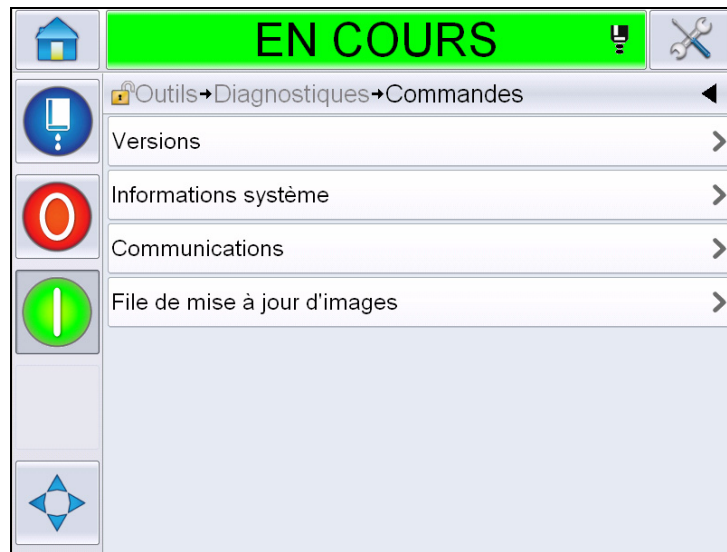 EN COURS
Outils→Diagnostiques→Commandes
Versions
Informations système
Communications
File de mise à jour d'images